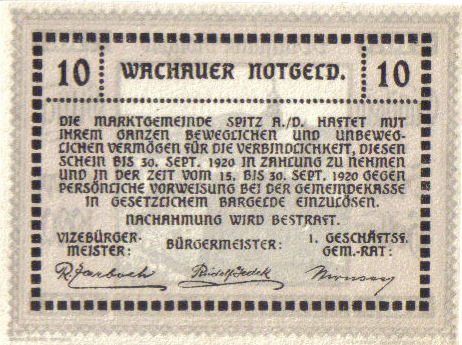 10 WACHAUER NOTGELD. 10
DIE MARKTGEMEINDE SPITZ A./D. HAFTET MIT
IHREM GANZEN BEWEGLICHEN UND UNBEWEG-
LICHEN VERMÖGEN FÜR DIE VERBINDLICHKEIT, DIESEN
SCHEIN BIS 30. SEPT. 1920 IN ZAHLUNG ZU NEHMEN
UND IN DER ZEIT VOM 15. BIS 30. SEPT. 1920 GEGEN
PERSÖNLICHE VORWEISUNG BEI DER GEMEINDEKASSE
IN GESETZLICHEM BARGELDE EINZULÖSEN.
NACHAHMUNG WIRD BESTRAFT.
VIZEBÜRGER-
MEISTER:
BÜRGERMEISTER:
1. GESCHÄFTSF.
GEM.-RAT: